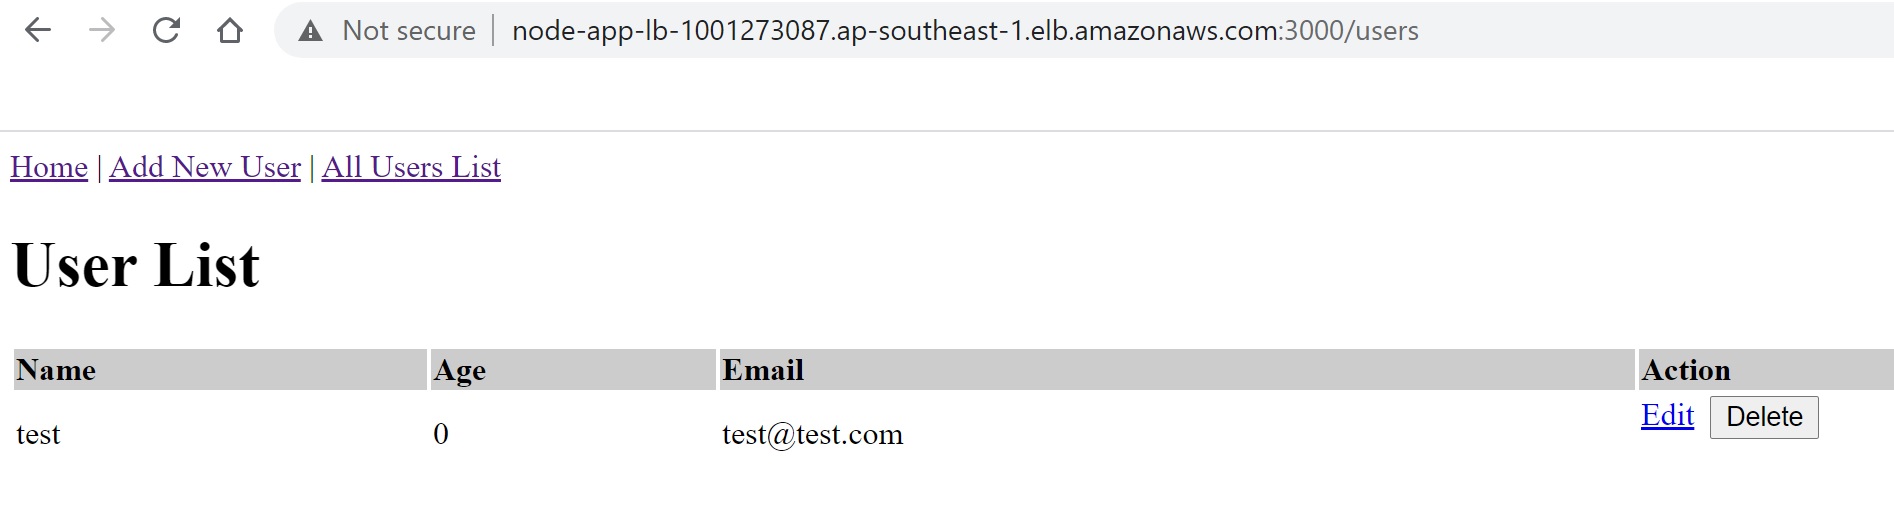 Not secure | node-app-lb-1001273087.ap-southeast-1.elb.amazonaws.com:3000/users
Home | Add New User | All Users List
User List
Name Age Email Action
test 0 test@test.com Edit Delete